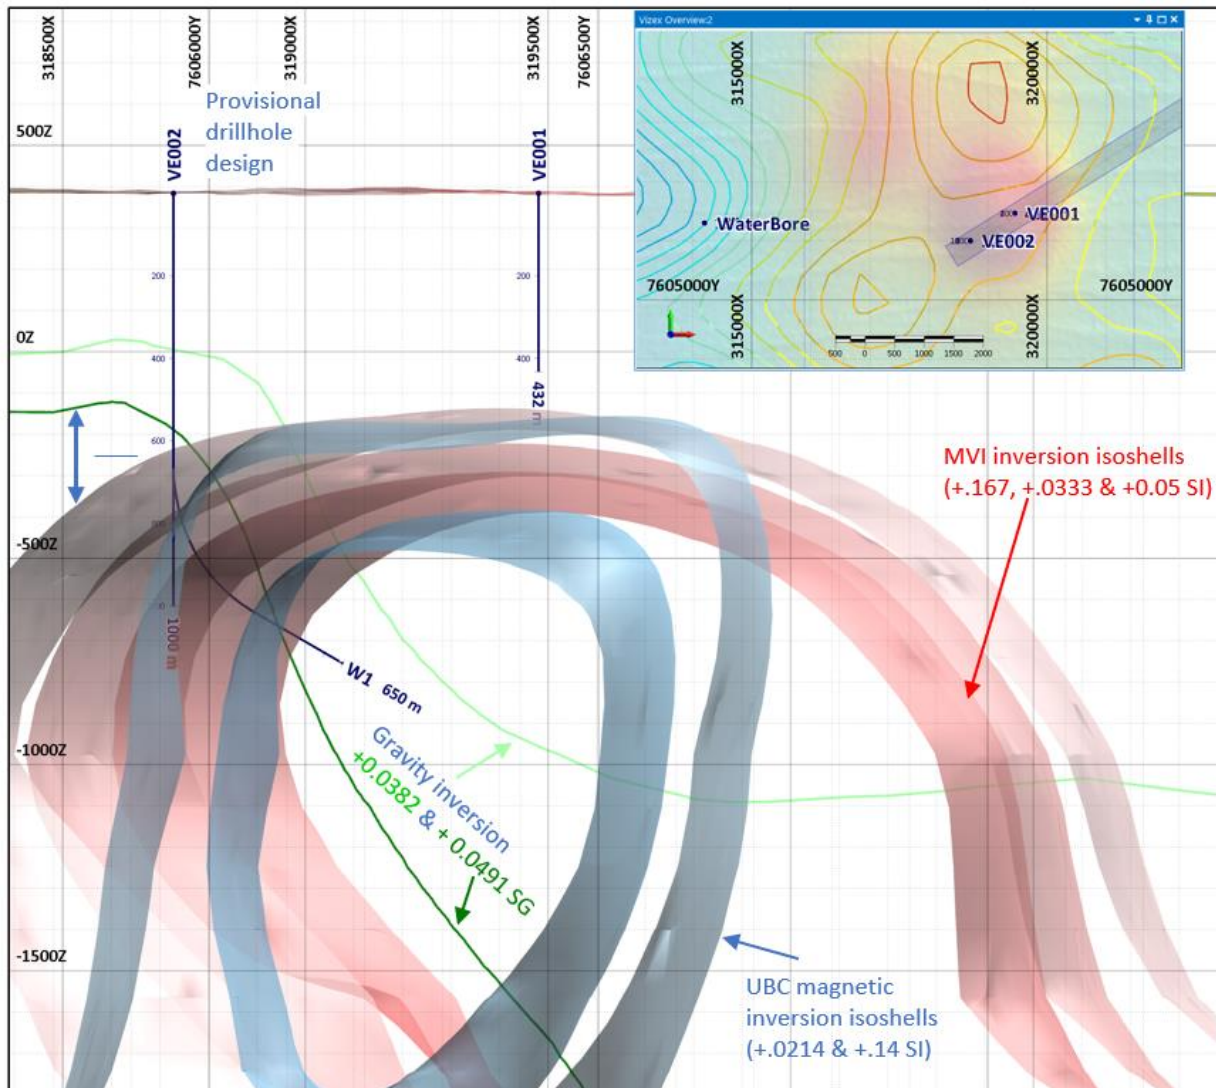 318500X
7606000Y
319000X
319500X
7606500Y
Provisional
drillhole
design
VE002
VE001
500Z
0Z
-500Z
-1000Z
-1500Z
200
400
600
1000 m
200
400
432 m
W1 650 m
Gravity inversion
+0.0382 & +0.0491 SG
MVI inversion isoshells
(+.167, +.0333 & +0.05 SI)
UBC magnetic
inversion isoshells
(+.0214 & +.14 SI)
Vizex Overview:2
315000X
320000X
WaterBore
VE001
VE002
7605000Y
7605000Y
315000X
320000X
500 0 500 1000 1500 2000